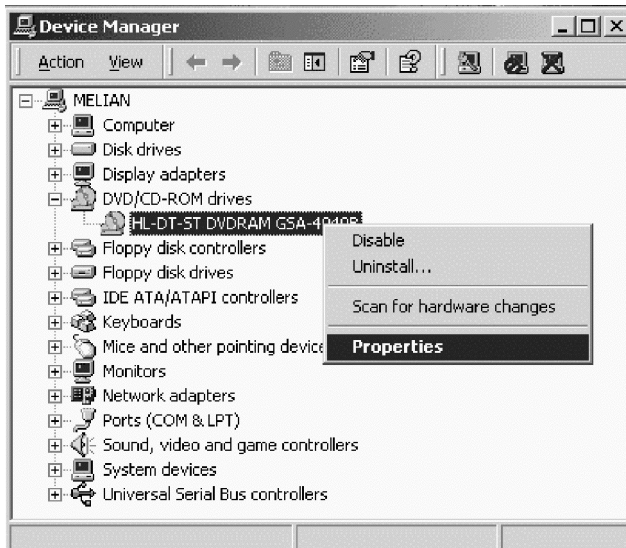 Device Manager
Action View
MELIAN
Computer
Disk drives
Display adapters
DVD/CD-ROM drives
HL-DT-ST DVDRAM GSA-4040B
Floppy disk controllers
Floppy disk drives
IDE ATA/ATAPI controllers
Keyboards
Mice and other pointing device
Monitors
Network adapters
Ports (COM & LPT)
Sound, video and game controllers
System devices
Universal Serial Bus controllers
Disable
Uninstall...
Scan for hardware changes
Properties